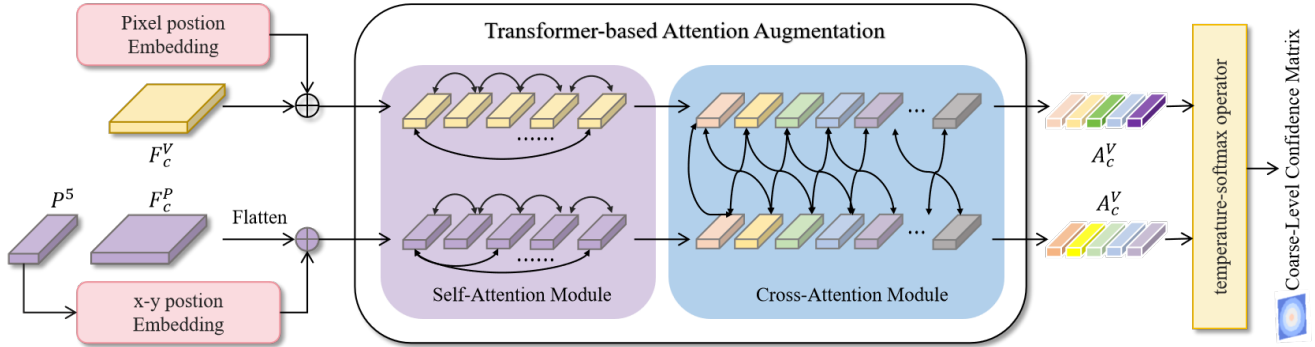 Pixel postion
Embedding
Transformer-based Attention Augmentation
F_c^V
......
...
A_c^V
P^5
F_c^P
Flatten
......
...
A_c^V
x-y postion
Embedding
Self-Attention Module
Cross-Attention Module
temperature-softmax operator
Coarse-Level Confidence Matrix